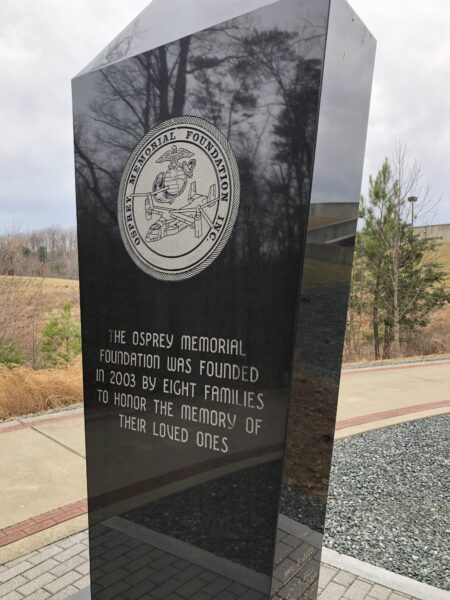 OSPREY MEMORIAL FOUNDATION INC.
THE OSPREY MEMORIAL
FOUNDATION WAS FOUNDED
IN 2003 BY EIGHT FAMILIES
TO HONOR THE MEMORY OF
THEIR LOVED ONES